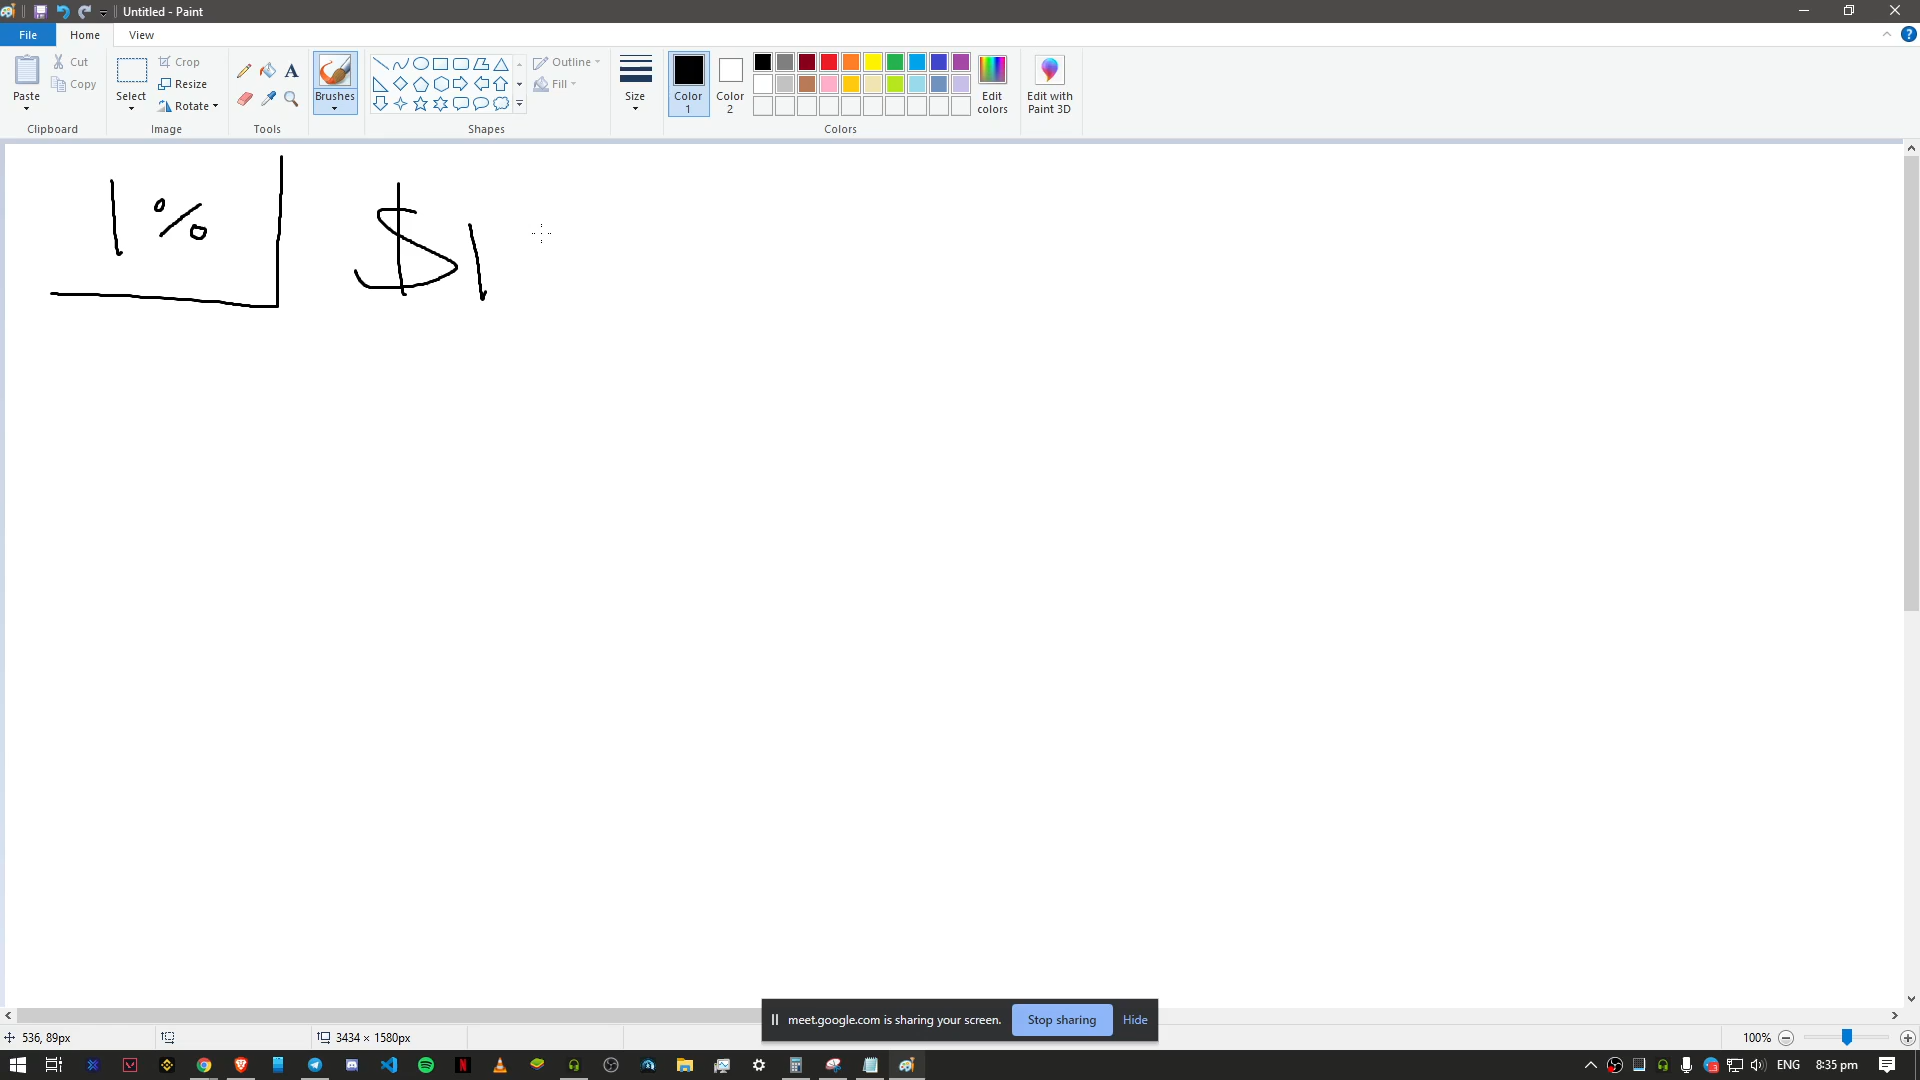 Untitled - Paint
File Home View
Paste
Cut
Copy
Clipboard
Select
Crop
Resize
Rotate
Image
Tools
Brushes
Shapes
Outline
Fill
Size
Color 1
Color 2
Edit colors
Colors
Edit with Paint 3D
1 % $1
meet.google.com is sharing your screen. Stop sharing Hide
536, 89px 3434 × 1580px 100%
ENG 8:35 pm